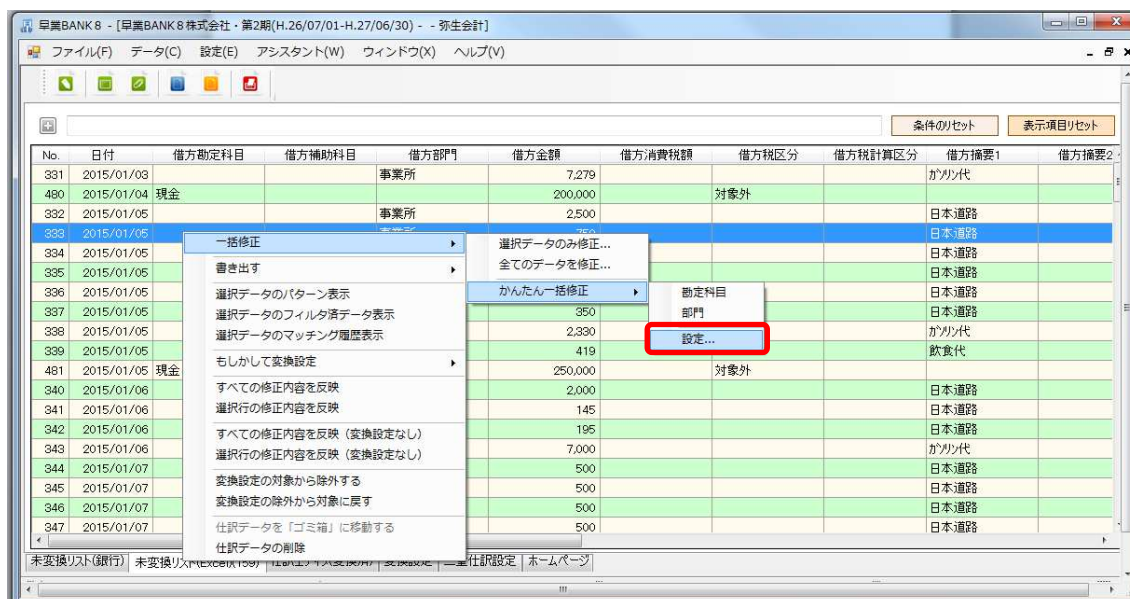 早業BANK８ - [早業BANK８株式会社・第2期(H.26/07/01-H.27/06/30) - - 弥生会計]
ファイル(F) データ(C) 設定(E) アシスタント(W) ウィンドウ(X) ヘルプ(V)
条件のリセット 表示項目リセット
No. 日付 借方勘定科目 借方補助科目 借方部門 借方金額 借方消費税額 借方税区分 借方税計算区分 借方摘要1 借方摘要2
331 2015/01/03 事業所 7,279 ガソリン代
480 2015/01/04 現金 200,000 対象外
332 2015/01/05 事業所 2,500 日本道路
333 2015/01/05 日本道路
一括修正 選択データのみ修正...
334 2015/01/05 日本道路
書き出す 全てのデータを修正...
335 2015/01/05 日本道路
336 2015/01/05 選択データのパターン表示 かんたん一括修正 勘定科目 日本道路
337 2015/01/05 選択データのフィルタ済データ表示 350 部門 日本道路
338 2015/01/05 選択データのマッチング履歴表示 2,330 設定... ガソリン代
339 2015/01/05 もしかして変換設定 419 飲食代
481 2015/01/05 現金 250,000 対象外
340 2015/01/06 すべての修正内容を反映 2,000 日本道路
341 2015/01/06 選択行の修正内容を反映 145 日本道路
342 2015/01/06 すべての修正内容を反映（変換設定なし） 195 日本道路
343 2015/01/06 選択行の修正内容を反映（変換設定なし） 7,000 ガソリン代
344 2015/01/07 変換設定の対象から除外する 500 日本道路
345 2015/01/07 変換設定の除外から対象に戻す 500 日本道路
346 2015/01/07 500 日本道路
347 2015/01/07 仕訳データを「ゴミ箱」に移動する 500 日本道路
仕訳データの削除
未変換リスト(銀行) 未変換リスト(Excel)(159) 変換設定 二重仕訳設定 ホームページ